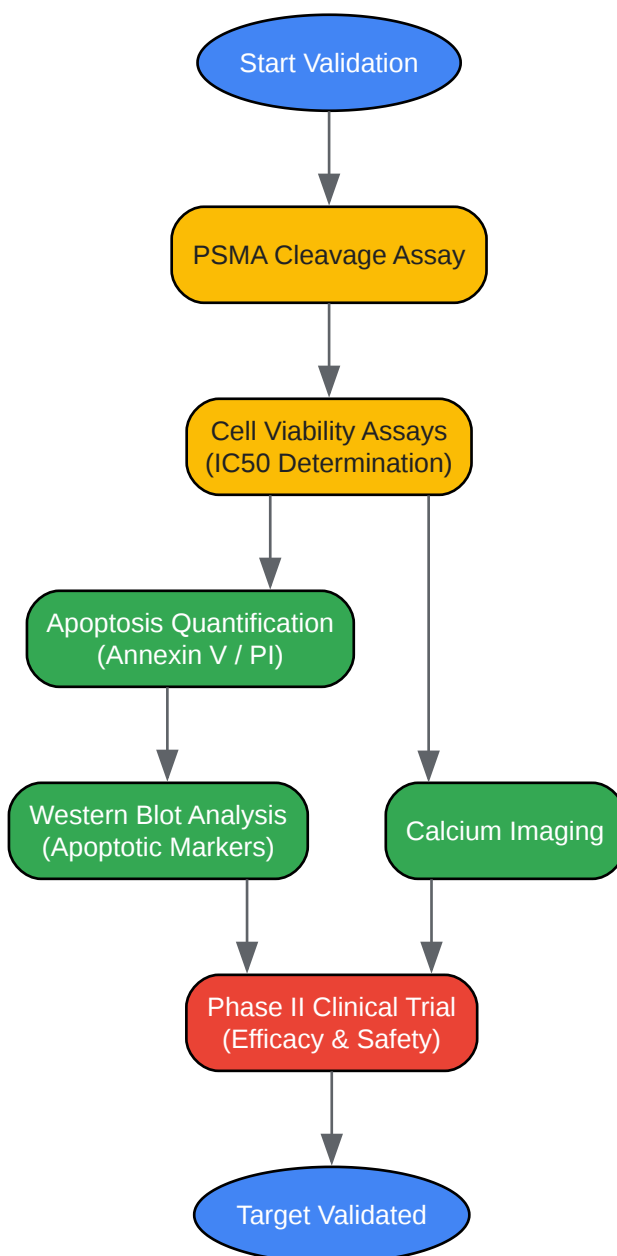 Start Validation
PSMA Cleavage Assay
Cell Viability Assays
(IC50 Determination)
Apoptosis Quantification
(Annexin V / PI)
Western Blot Analysis
(Apoptotic Markers)
Calcium Imaging
Phase II Clinical Trial
(Efficacy & Safety)
Target Validated